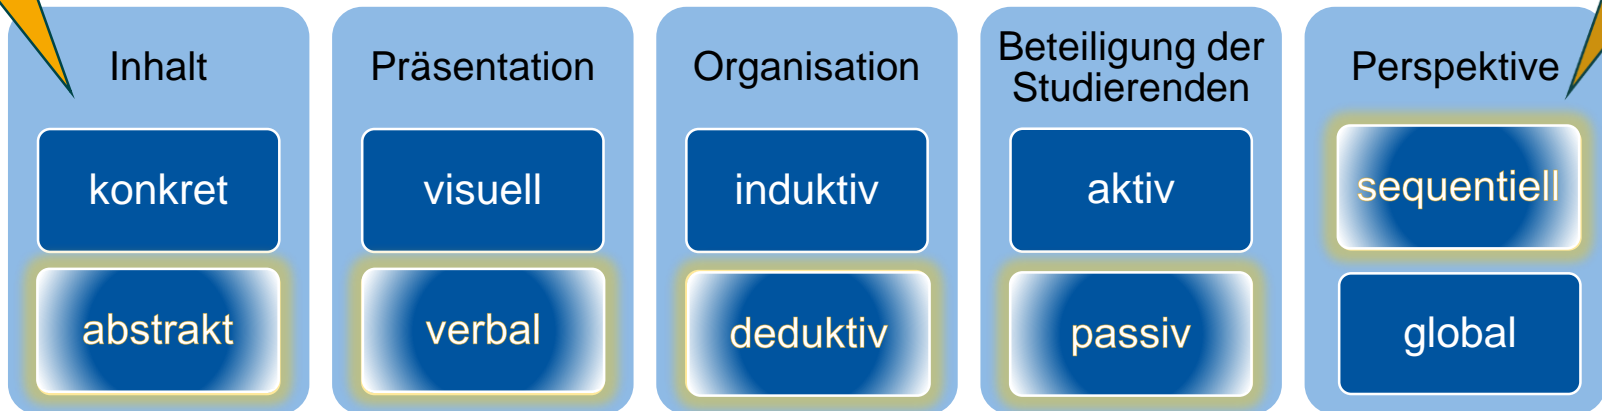 Inhalt
konkret
abstrakt
Präsentation
visuell
verbal
Organisation
induktiv
deduktiv
Beteiligung der
Studierenden
aktiv
passiv
Perspektive
sequentiell
global